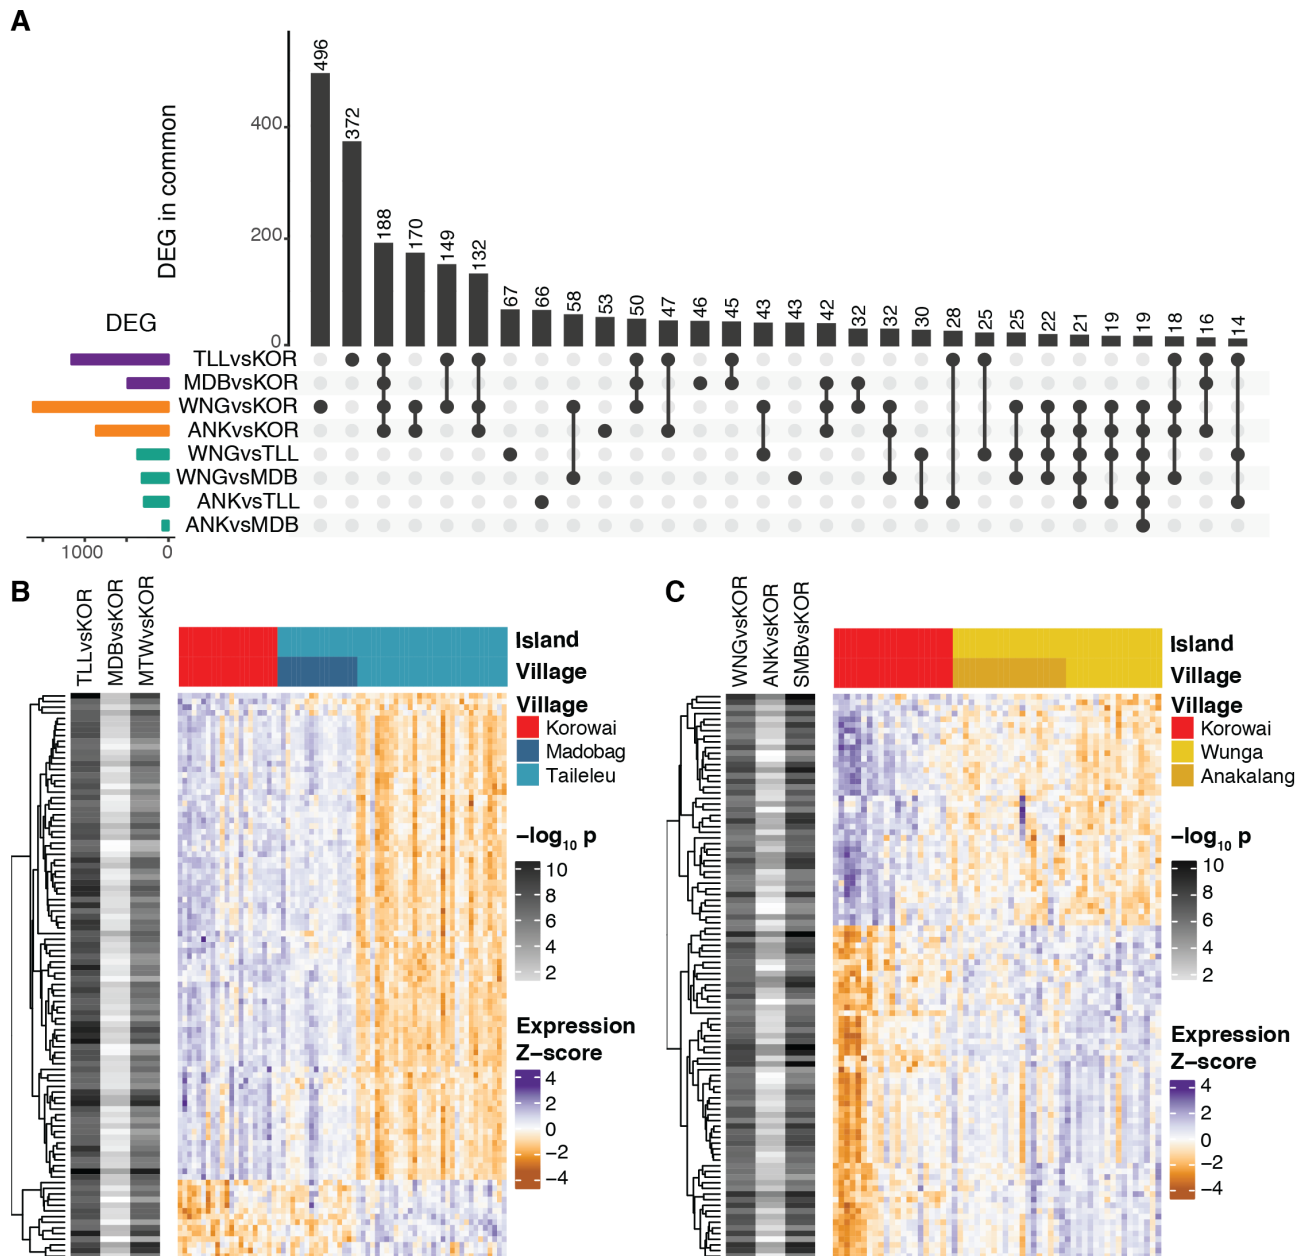 A
DEG in common
400
200
0
496
372
188
170
149
132
67
66
58
53
50
47
46
45
43
43
42
32
32
30
28
25
25
22
21
19
19
18
16
14
DEG
TLLvsKOR
MDBvsKOR
WNGvsKOR
ANKvsKOR
WNGvsTLL
WNGvsMDB
ANKvsTLL
ANKvsMDB
1000
0
B
TLLvsKOR
MDBvsKOR
MTWvsKOR
Island
Village
Village
Korowai
Madobag
Taileleu
−log10 p
10
8
6
4
2
Expression
Z−score
4
2
0
−2
−4
C
WNGvsKOR
ANKvsKOR
SMBvsKOR
Island
Village
Village
Korowai
Wunga
Anakalang
−log10 p
10
8
6
4
2
Expression
Z−score
4
2
0
−2
−4